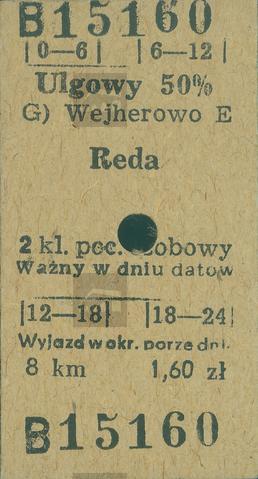 B15160
|0—6| |6—12|
Ulgowy 50%
G) Wejherowo E
Reda
2 kl. poc. osobowy
Ważny w dniu datow
|12—18| |18—24|
Wyjazd w okr. porze dni.
8 km 1,60 zł
B15160